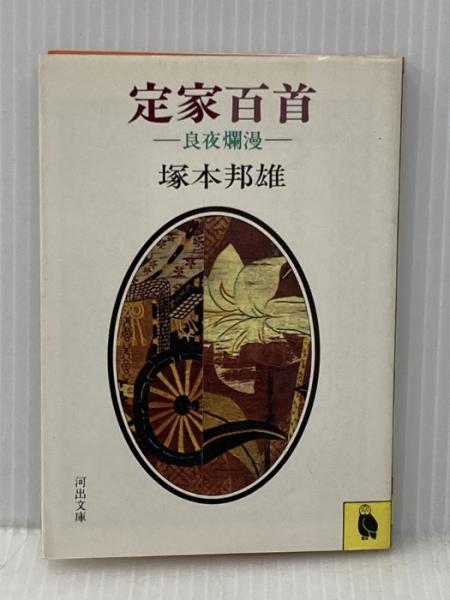 定家百首
―良夜爛漫―
塚本邦雄
河出文庫